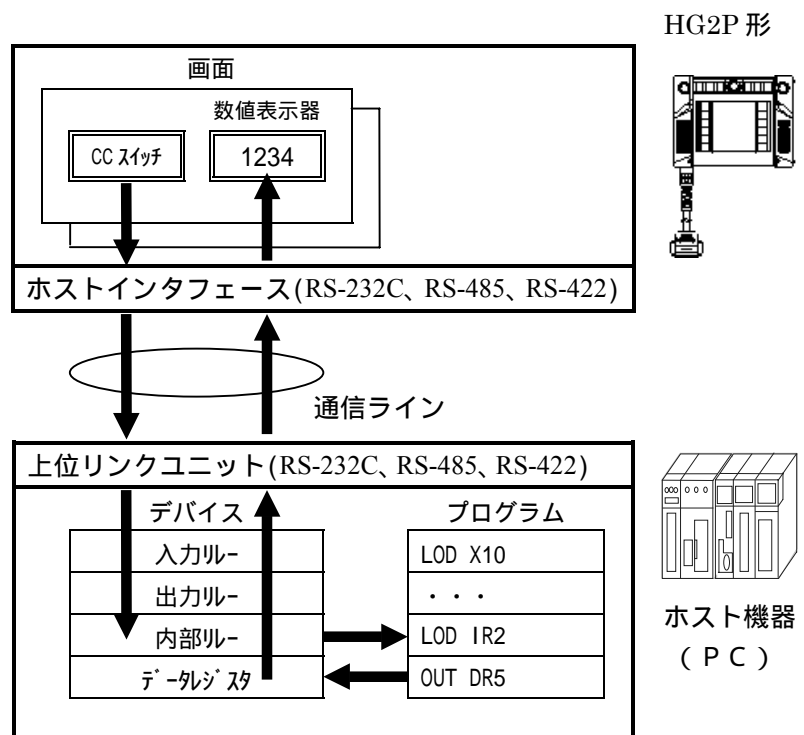 HG2P 形
画面
数値表示器
CC スイッチ
1234
ホストインタフェース(RS-232C、RS-485、RS-422)
通信ライン
上位リンクユニット(RS-232C、RS-485、RS-422)
デバイス
プログラム
入力リレー
LOD X10
出力リレー
・・・
内部リレー
LOD IR2
データレジスタ
OUT DR5
ホスト機器
(PC)